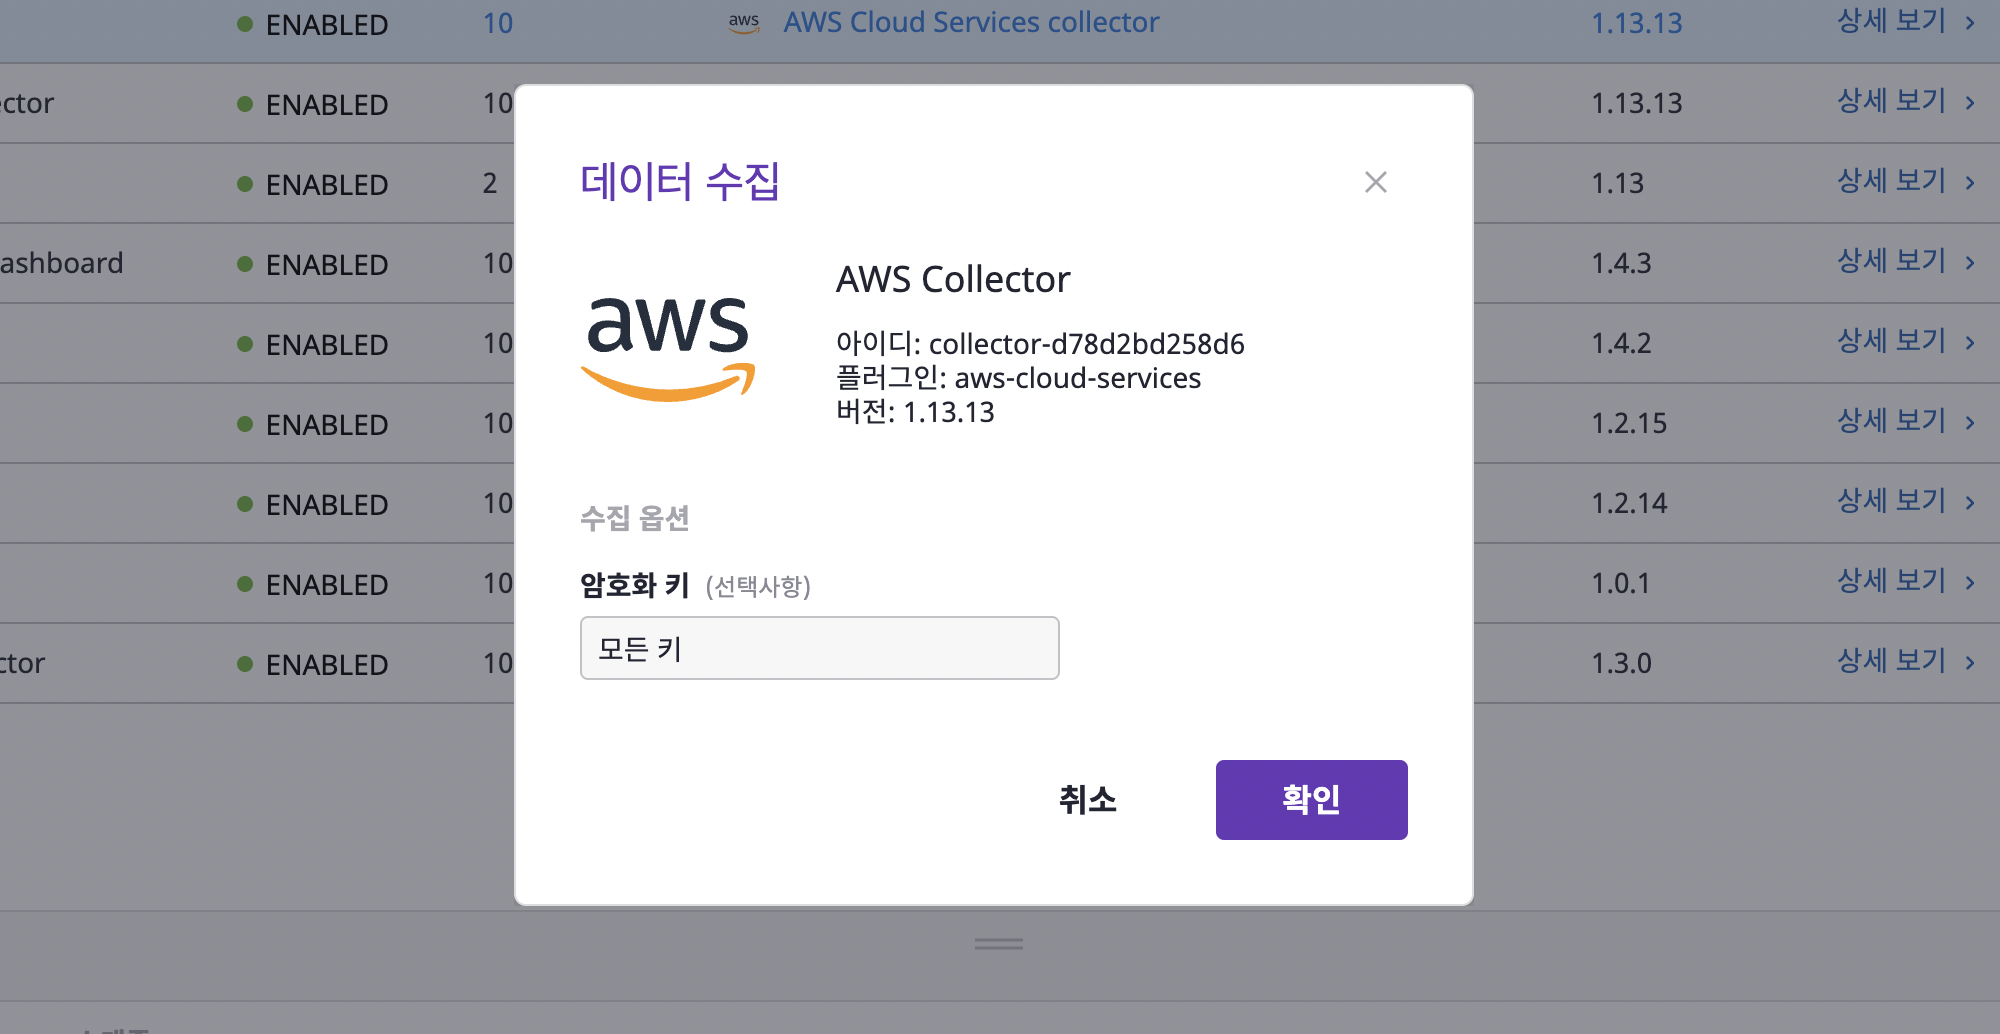 ENABLED 10 aws AWS Cloud Services collector 1.13.13 상세 보기
ctor ENABLED 10 1.13.13 상세 보기
데이터 수집
ENABLED 2 1.13 상세 보기
ashboard ENABLED 10 1.4.3 상세 보기
AWS Collector
aws
ENABLED 10 1.4.2 상세 보기
아이디: collector-d78d2bd258d6
플러그인: aws-cloud-services
버전: 1.13.13
ENABLED 10 1.2.15 상세 보기
ENABLED 10 1.2.14 상세 보기
수집 옵션
암호화 키 (선택사항)
ENABLED 10 1.0.1 상세 보기
모든 키
ctor ENABLED 10 1.3.0 상세 보기
취소 확인